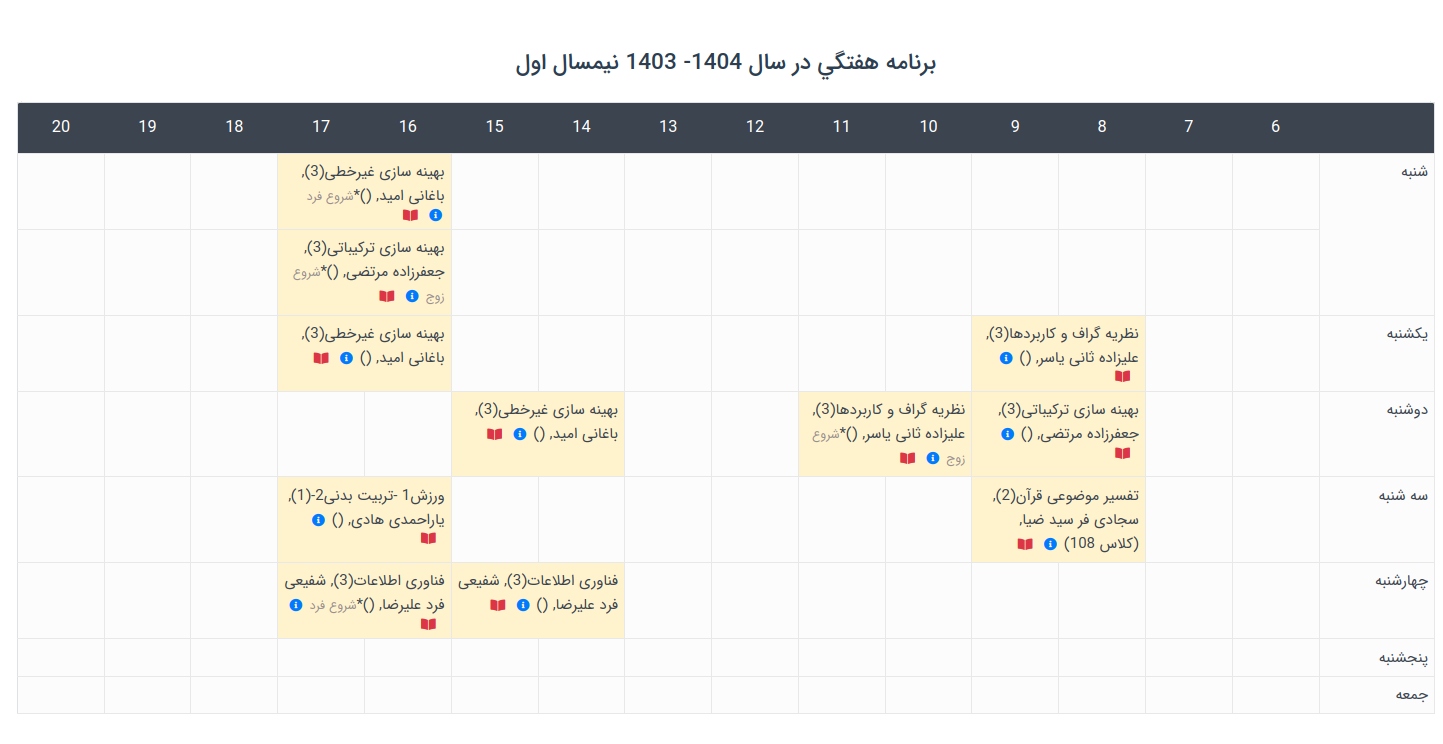 برنامه هفتگي در سال 1404- 1403 نیمسال اول
6 7 8 9 10 11 12 13 14 15 16 17 18 19 20
شنبه
بهینه سازی غیرخطی(3),
باغانی امید, ()*شروع فرد
بهینه سازی ترکیباتی(3),
جعفرزاده مرتضی, ()*شروع
زوج
یکشنبه
نظریه گراف و کاربردها(3),
علیزاده ثانی یاسر, ()
بهینه سازی غیرخطی(3),
باغانی امید, ()
دوشنبه
بهینه سازی ترکیباتی(3),
جعفرزاده مرتضی, ()
نظریه گراف و کاربردها(3),
علیزاده ثانی یاسر, ()*شروع
زوج
بهینه سازی غیرخطی(3),
باغانی امید, ()
سه شنبه
تفسیر موضوعی قرآن(2),
سجادی فر سید ضیا,
(کلاس 108)
ورزش1 -تربیت بدنی2-(1),
یاراحمدی هادی, ()
چهارشنبه
فناوری اطلاعات(3), شفیعی
فرد علیرضا, ()
فناوری اطلاعات(3), شفیعی
فرد علیرضا, ()*شروع فرد
پنجشنبه
جمعه